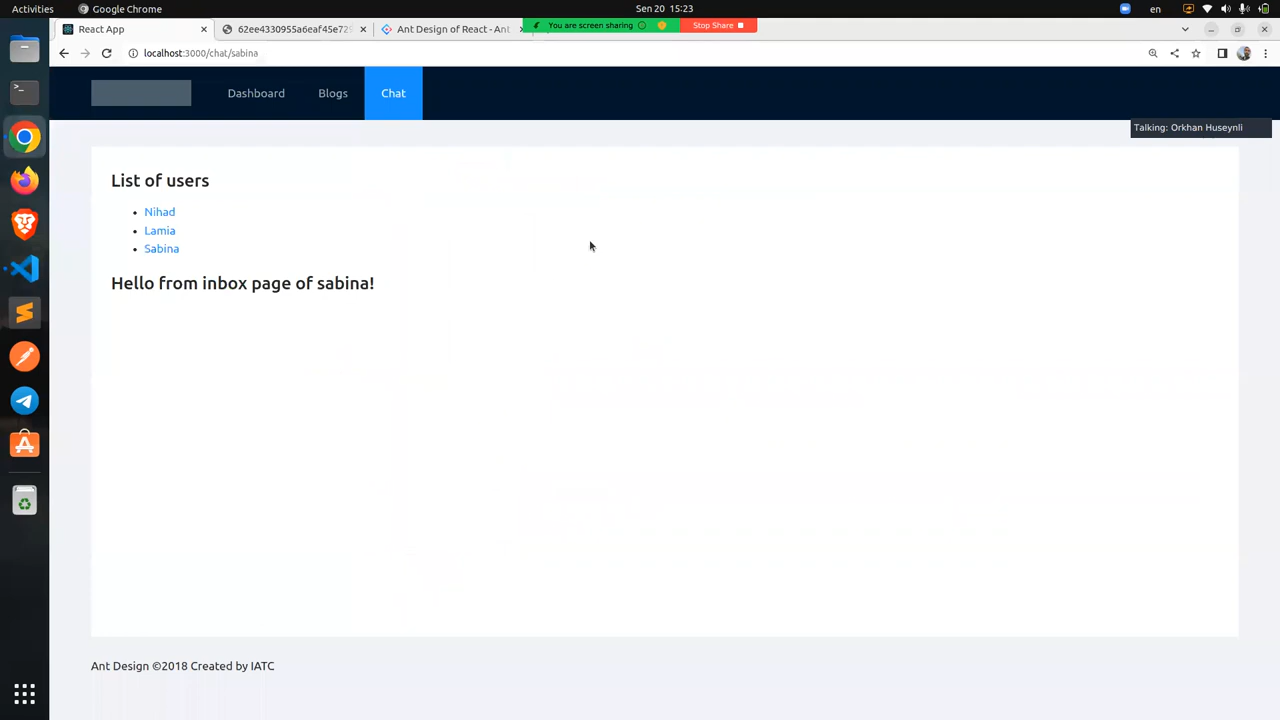 Activities
Google Chrome
Sen 20 15:23
en
React App
62ee4330955a6eaf45e729
Ant Design of React - Ant
You are screen sharing
Stop Share
localhost:3000/chat/sabina
Dashboard
Blogs
Chat
Talking: Orkhan Huseynli
List of users
Nihad
Lamia
Sabina
Hello from inbox page of sabina!
Ant Design ©2018 Created by IATC